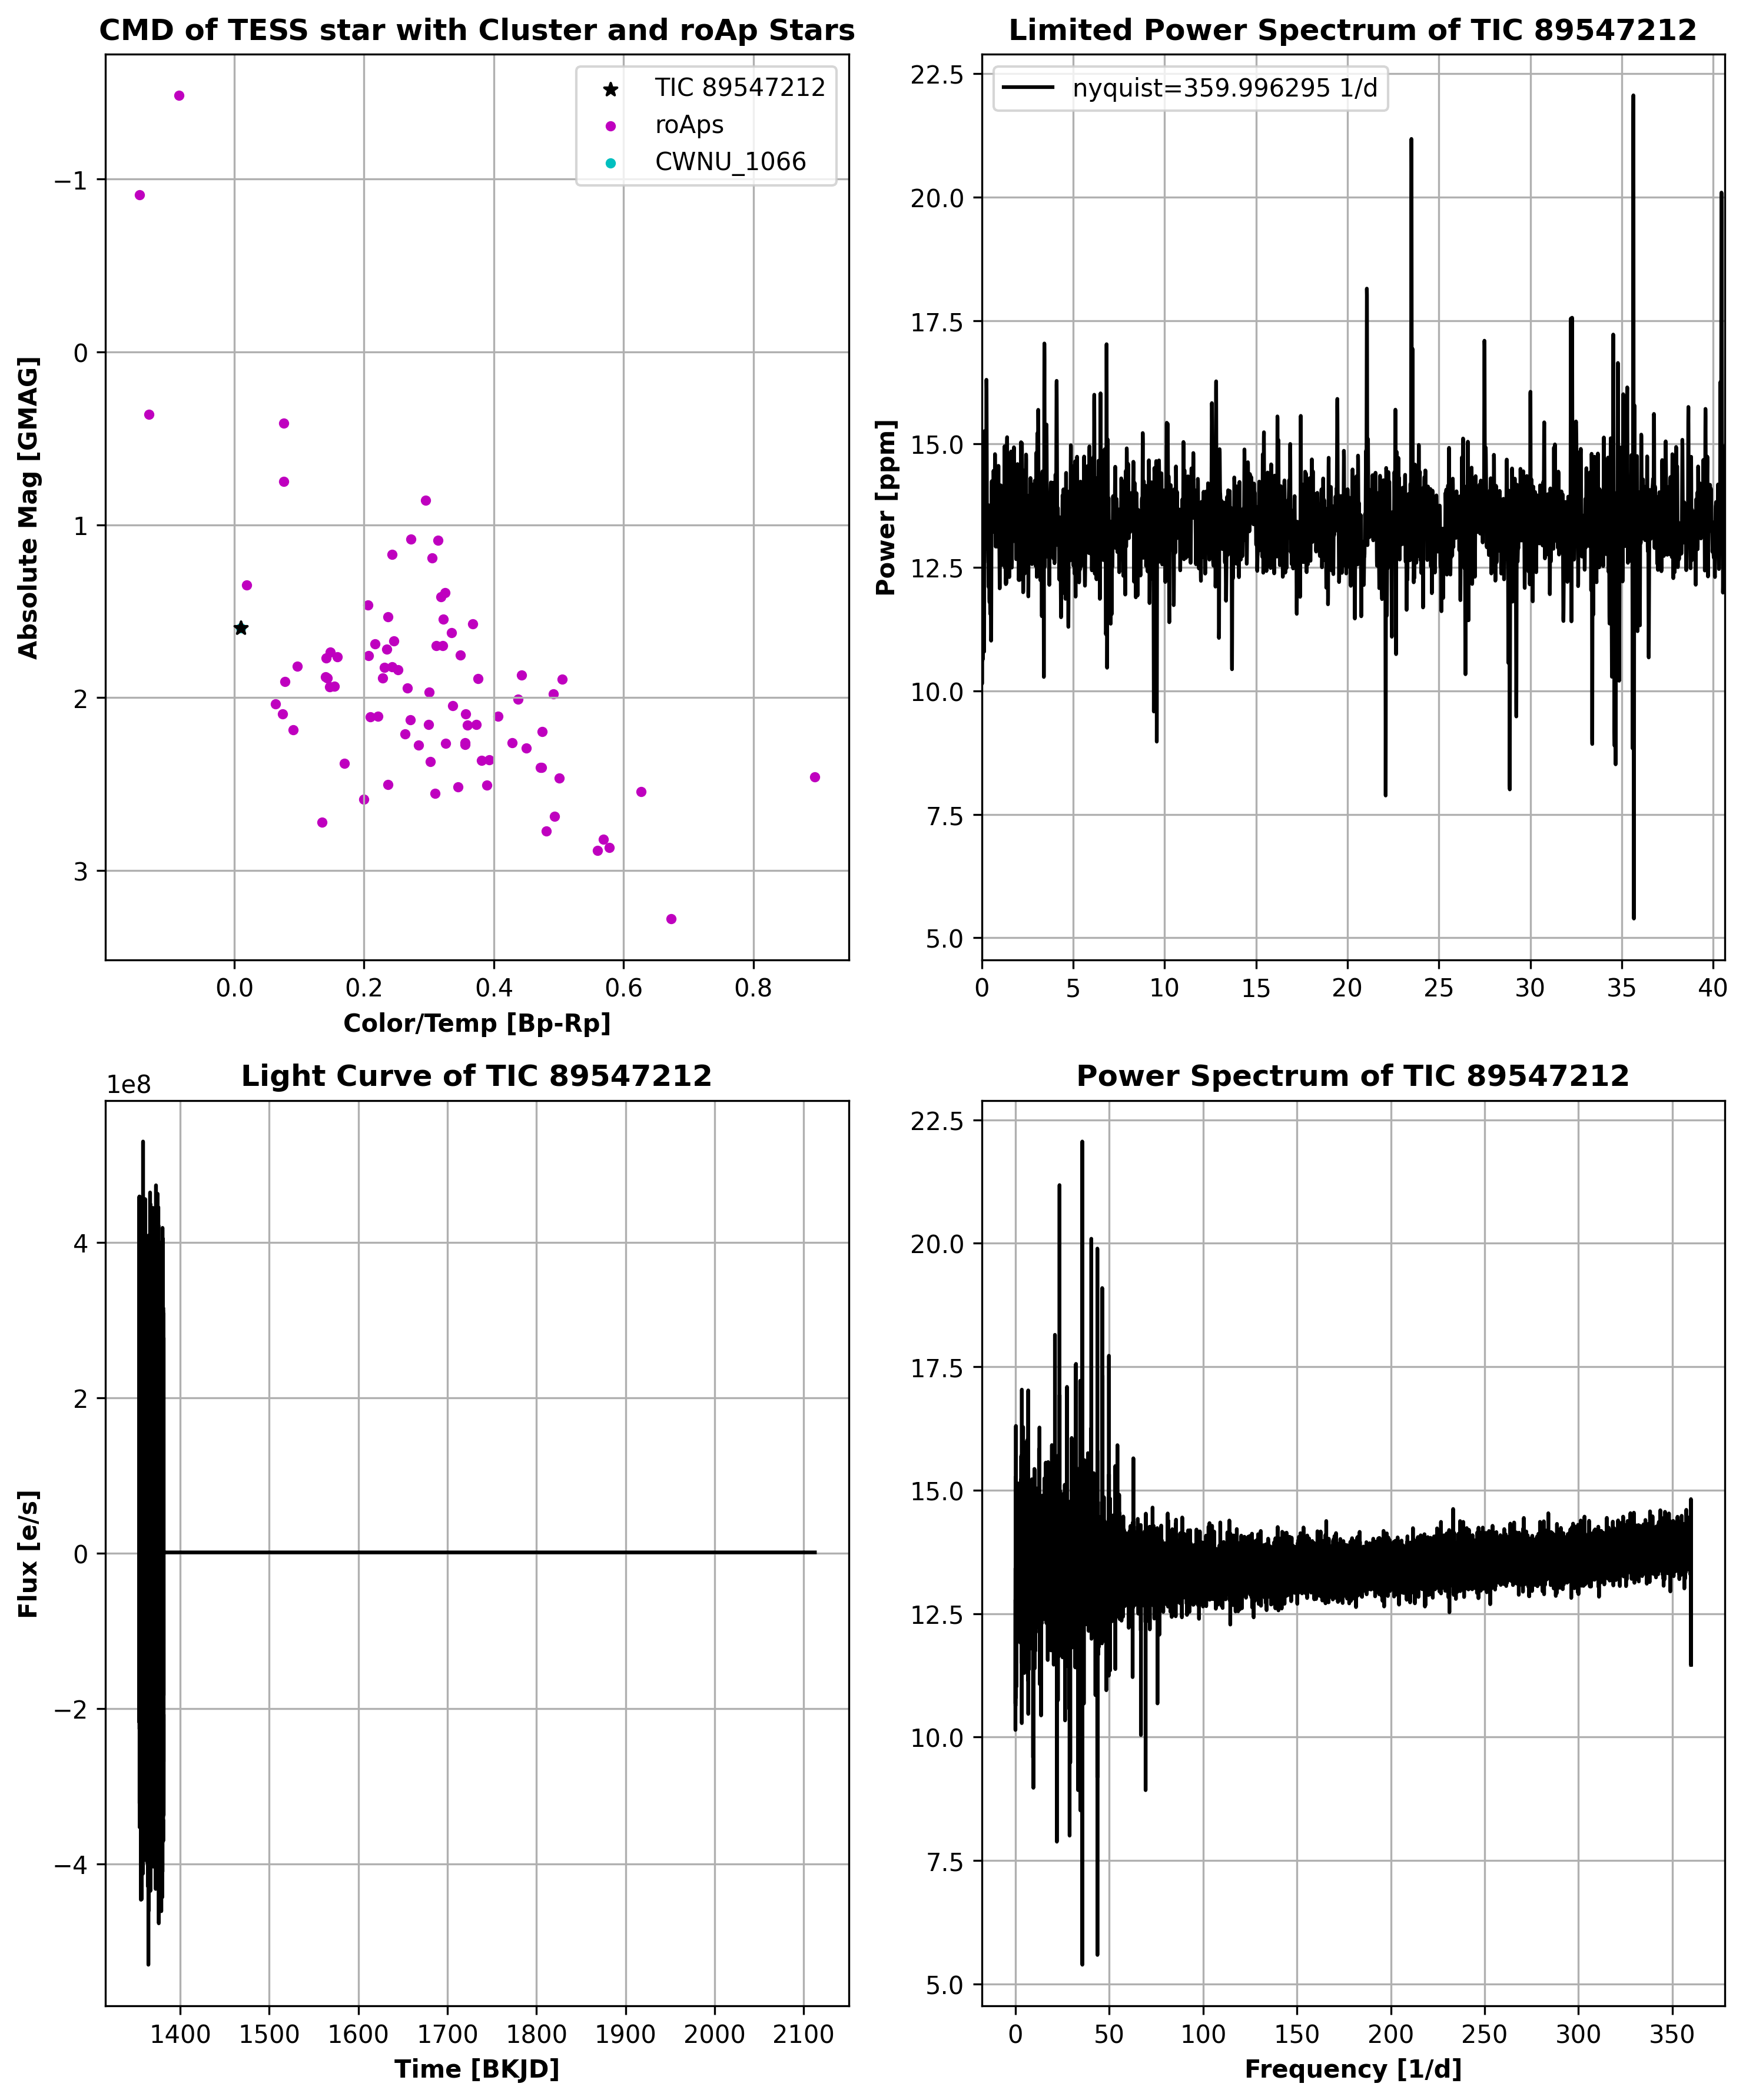 CMD of TESS star with Cluster and roAp Stars
TIC 89547212
roAps
CWNU_1066
−1
0
1
2
3
Absolute Mag [GMAG]
0.0 0.2 0.4 0.6 0.8
Color/Temp [Bp-Rp]
Limited Power Spectrum of TIC 89547212
nyquist=359.996295 1/d
22.5
20.0
17.5
15.0
12.5
10.0
7.5
5.0
Power [ppm]
0 5 10 15 20 25 30 35 40
Light Curve of TIC 89547212
1e8
4
2
0
−2
−4
Flux [e/s]
1400 1500 1600 1700 1800 1900 2000 2100
Time [BKJD]
Power Spectrum of TIC 89547212
22.5
20.0
17.5
15.0
12.5
10.0
7.5
5.0
0 50 100 150 200 250 300 350
Frequency [1/d]